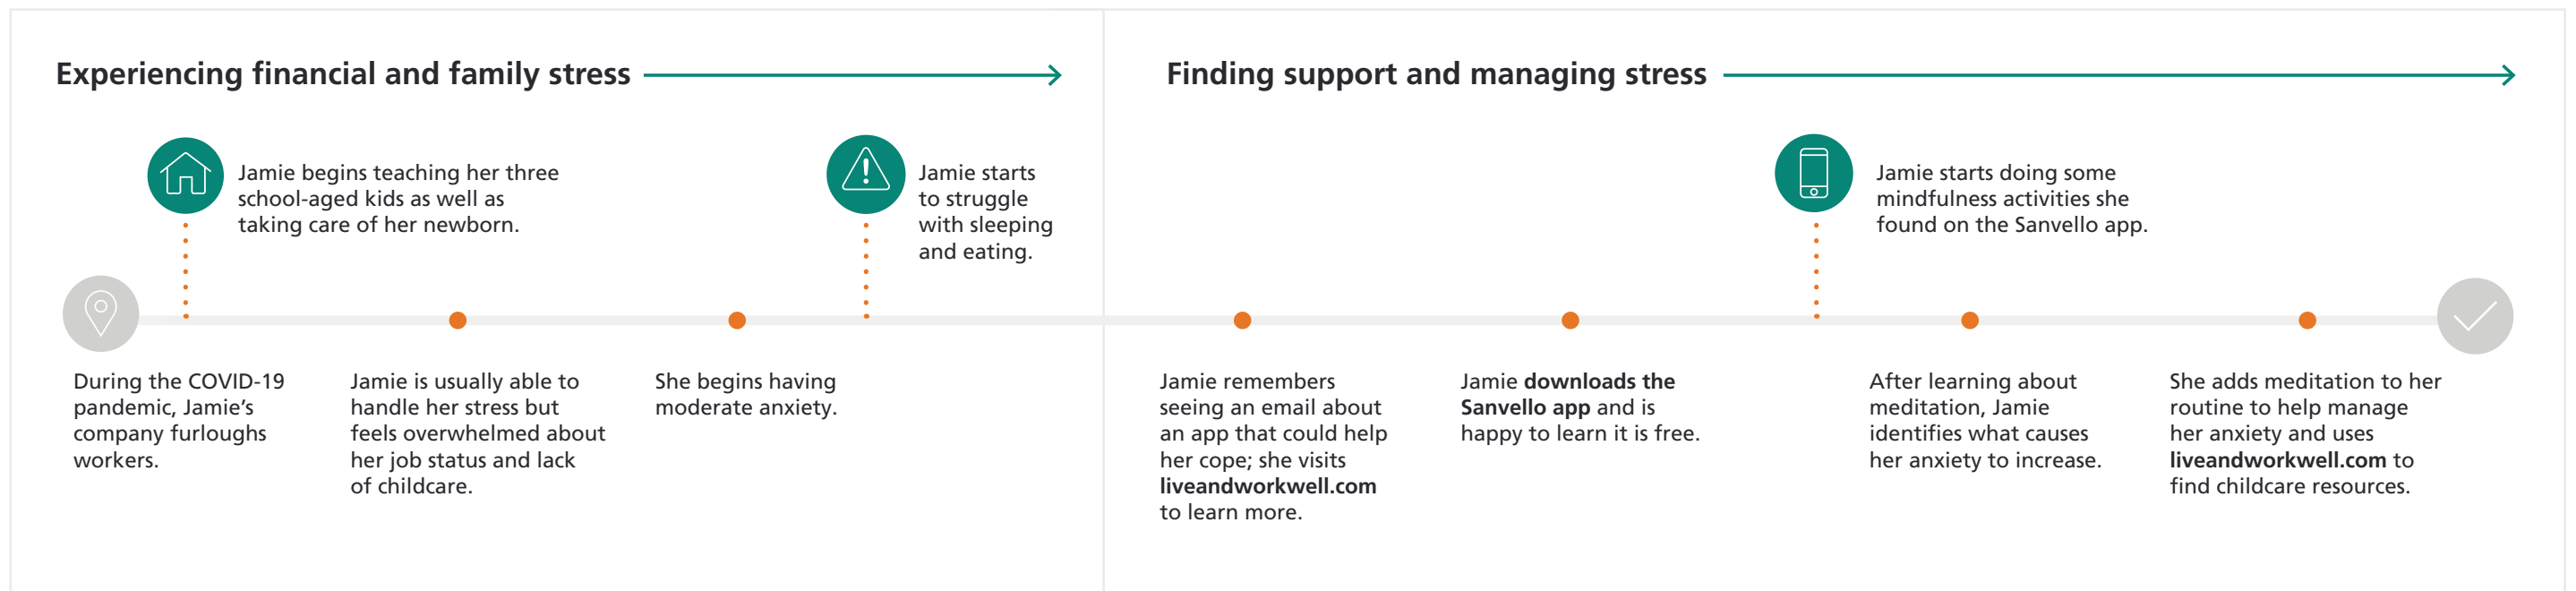 Experiencing financial and family stress
Jamie begins teaching her three
school-aged kids as well as
taking care of her newborn.
Jamie starts
to struggle
with sleeping
and eating.
During the COVID-19
pandemic, Jamie’s
company furloughs
workers.
Jamie is usually able to
handle her stress but
feels overwhelmed about
her job status and lack
of childcare.
She begins having
moderate anxiety.
Finding support and managing stress
Jamie starts doing some
mindfulness activities she
found on the Sanvello app.
Jamie remembers
seeing an email about
an app that could help
her cope; she visits
liveandworkwell.com
to learn more.
Jamie downloads the
Sanvello app and is
happy to learn it is free.
After learning about
meditation, Jamie
identifies what causes
her anxiety to increase.
She adds meditation to her
routine to help manage
her anxiety and uses
liveandworkwell.com to
find childcare resources.